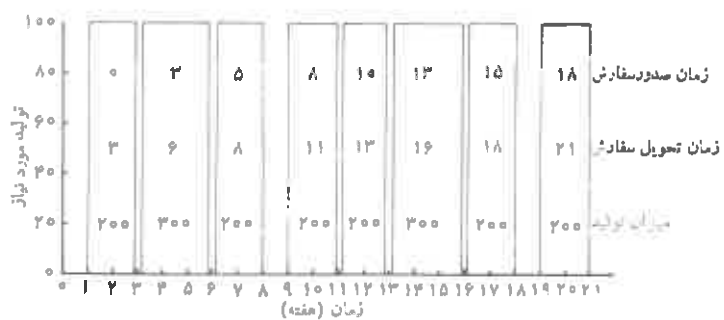 ۱۰۰
۸۰ ۰ ۳ ۵ ۸ ۱۰ ۱۳ ۱۵ ۱۸ زمان صدور سفارش
۶۰
۳ ۶ ۸ ۱۱ ۱۳ ۱۶ ۱۸ ۲۱ زمان تحویل سفارش
۴۰
۲۰ ۲۰۰ ۳۰۰ ۲۰۰ ۲۰۰ ۲۰۰ ۳۰۰ ۲۰۰ ۲۰۰ میزان تولید
۰
تولید مورد نیاز
۰ ۱ ۲ ۳ ۴ ۵ ۶ ۷ ۸ ۹ ۱۰ ۱۱ ۱۲ ۱۳ ۱۴ ۱۵ ۱۶ ۱۷ ۱۸ ۱۹ ۲۰ ۲۱
زمان (هفته)